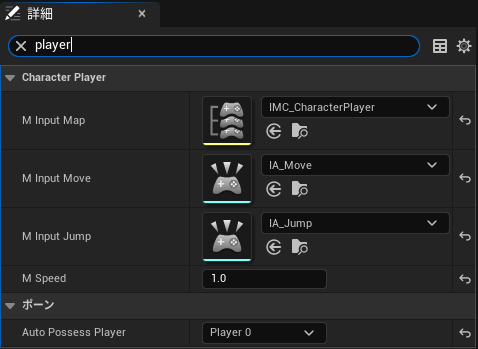 詳細
player
Character Player
M Input Map
IMC_CharacterPlayer
M Input Move
IA_Move
M Input Jump
IA_Jump
M Speed
1.0
ポーン
Auto Possess Player
Player 0